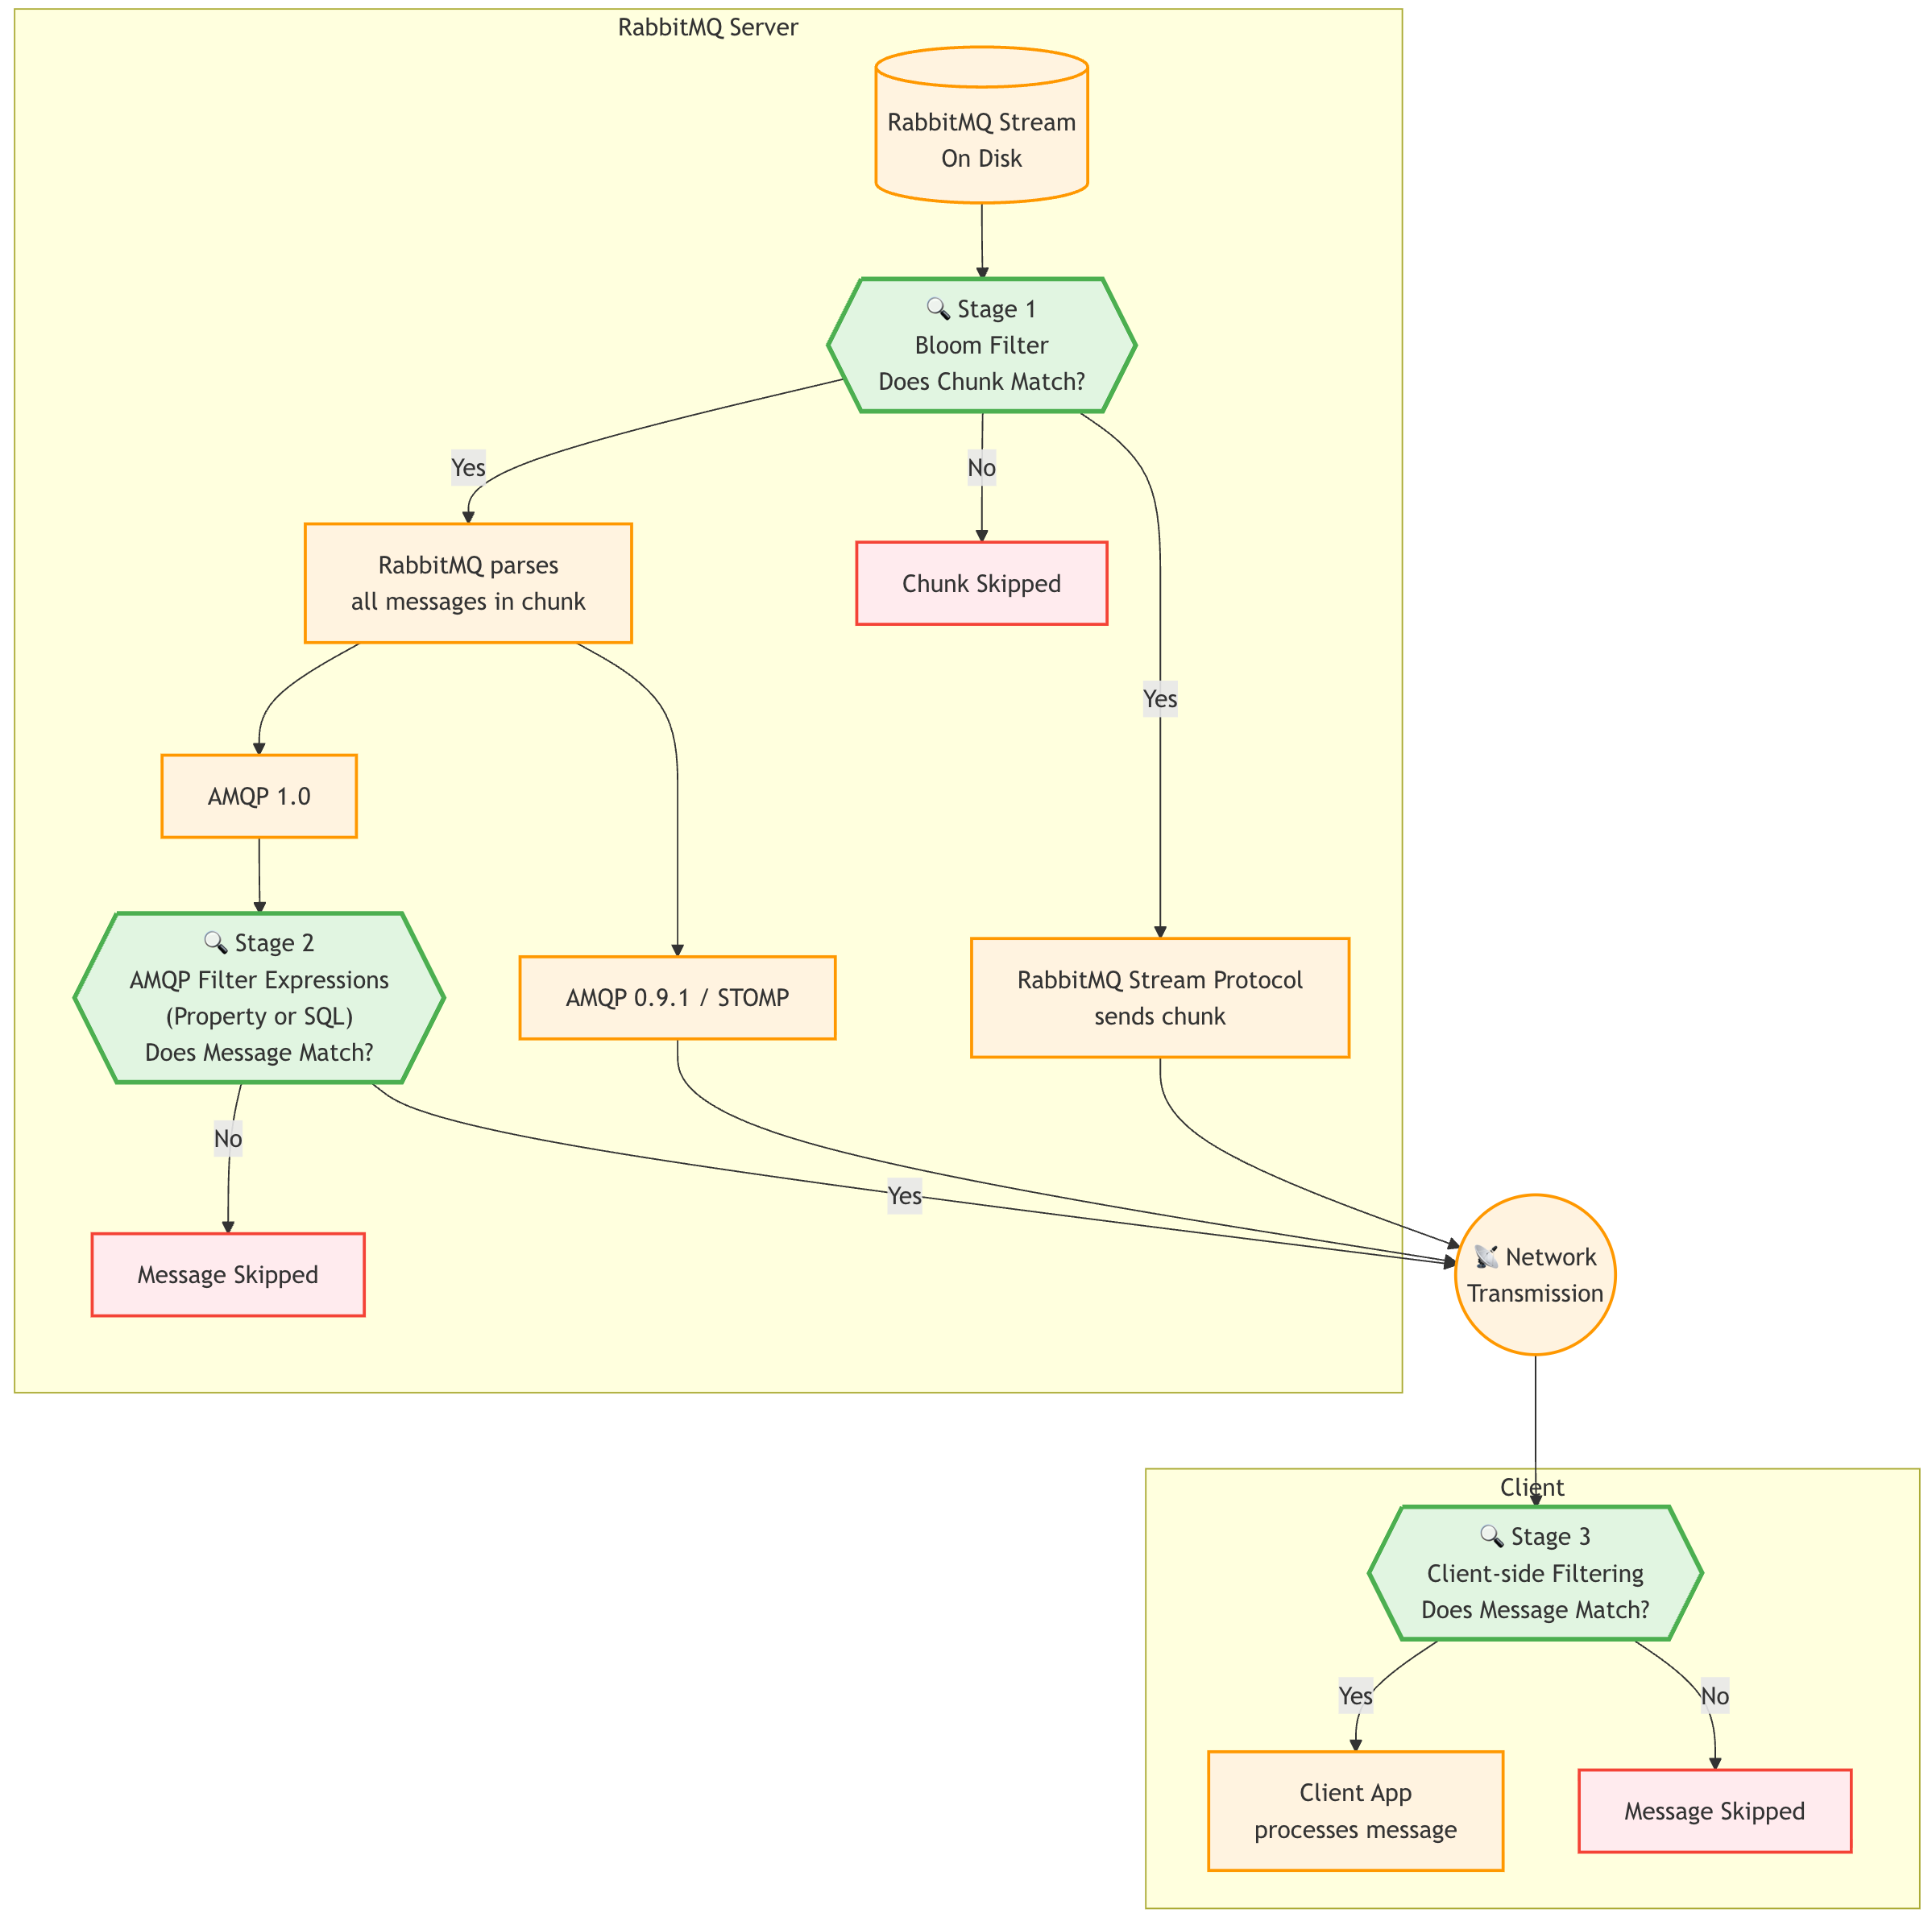 RabbitMQ Server
RabbitMQ Stream
On Disk
🔍 Stage 1
Bloom Filter
Does Chunk Match?
Yes
No
RabbitMQ parses
all messages in chunk
Chunk Skipped
Yes
AMQP 1.0
🔍 Stage 2
AMQP Filter Expressions
(Property or SQL)
Does Message Match?
AMQP 0.9.1 / STOMP
RabbitMQ Stream Protocol
sends chunk
No
Yes
Message Skipped
📡 Network
Transmission
Client
🔍 Stage 3
Client-side Filtering
Does Message Match?
Yes
No
Client App
processes message
Message Skipped